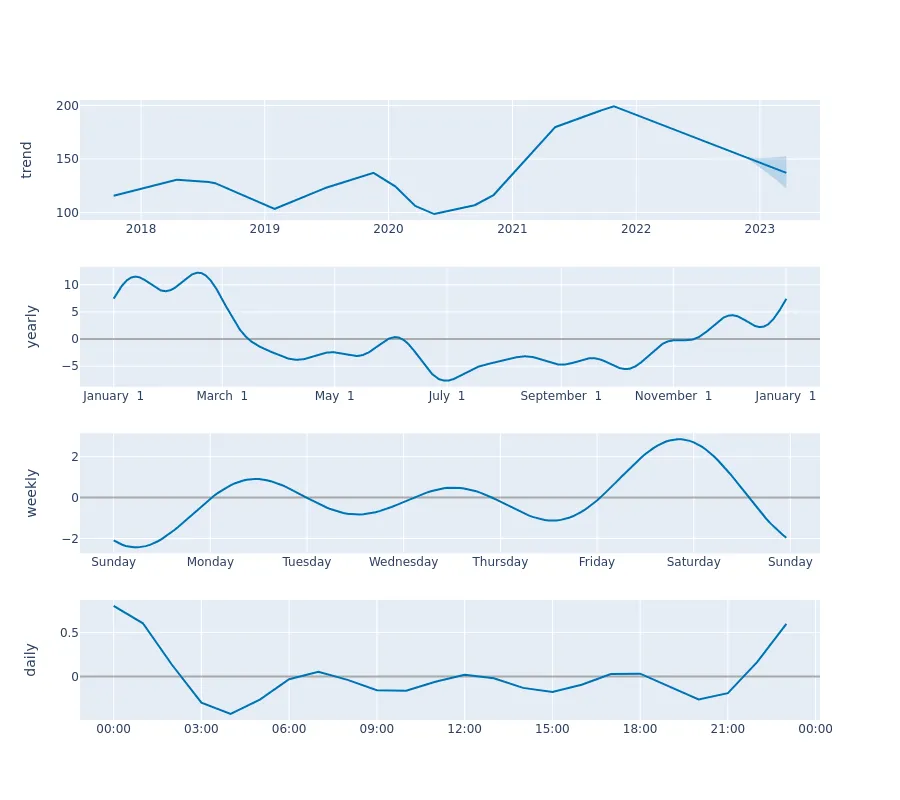 trend
200
150
100
2018 2019 2020 2021 2022 2023
yearly
10
5
0
−5
January 1 March 1 May 1 July 1 September 1 November 1 January 1
weekly
2
0
−2
Sunday Monday Tuesday Wednesday Thursday Friday Saturday Sunday
daily
0.5
0
00:00 03:00 06:00 09:00 12:00 15:00 18:00 21:00 00:00